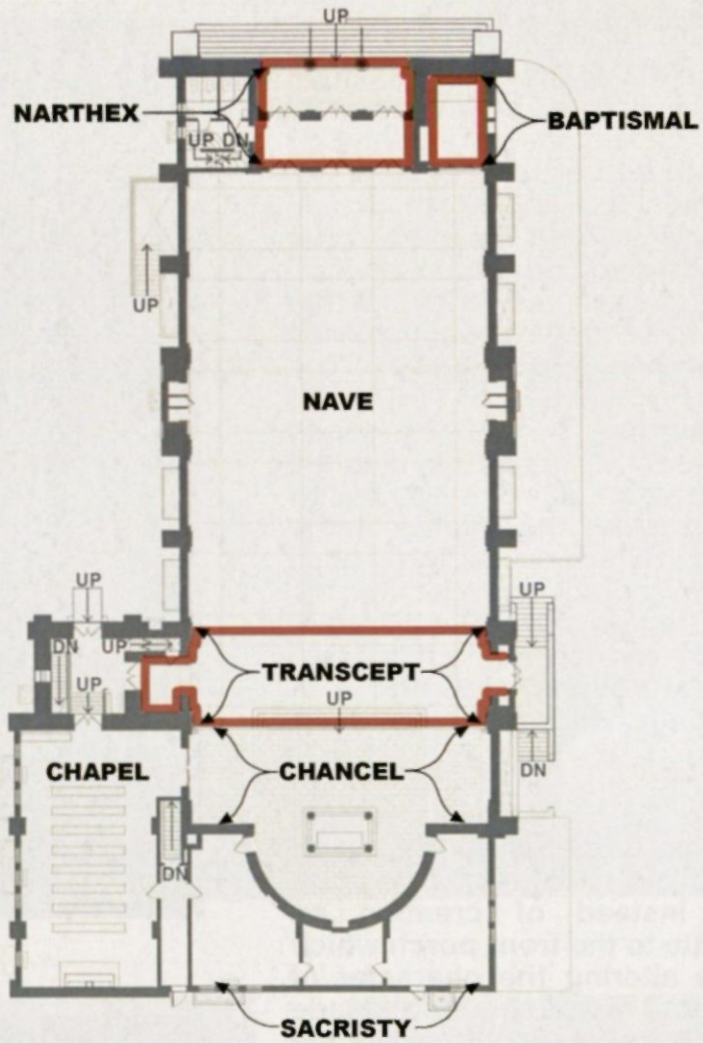 UP
NARTHEX
BAPTISMAL
UP DN
UP
NAVE
UP
UP
DN
UP
UP
TRANSCEPT
UP
CHAPEL
CHANCEL
DN
DN
SACRISTY